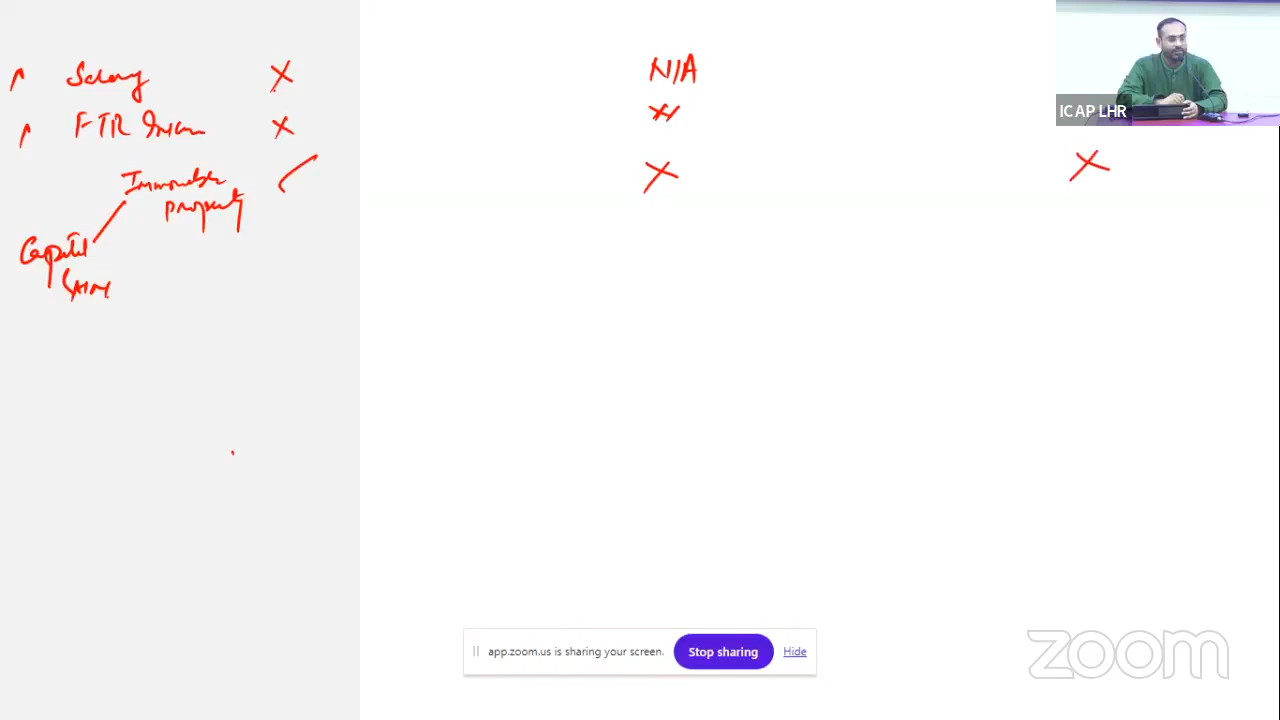 Salary X N/A
FTR Income X X
Immovable property ✓ X X
Capital Gain
ICAP LHR
app.zoom.us is sharing your screen. Stop sharing Hide
zoom